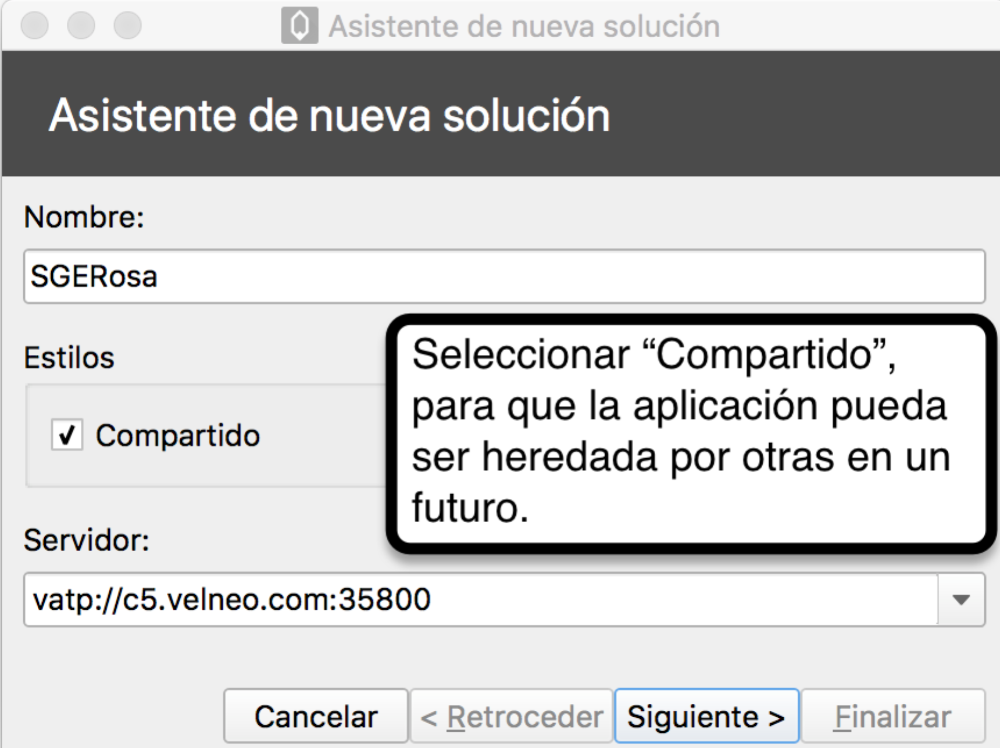 Asistente de nueva solución
Asistente de nueva solución
Nombre:
SGERosa
Estilos
Compartido
Seleccionar “Compartido”,
para que la aplicación pueda
ser heredada por otras en un
futuro.
Servidor:
vatp://c5.velneo.com:35800
Cancelar
< Retroceder
Siguiente >
Finalizar